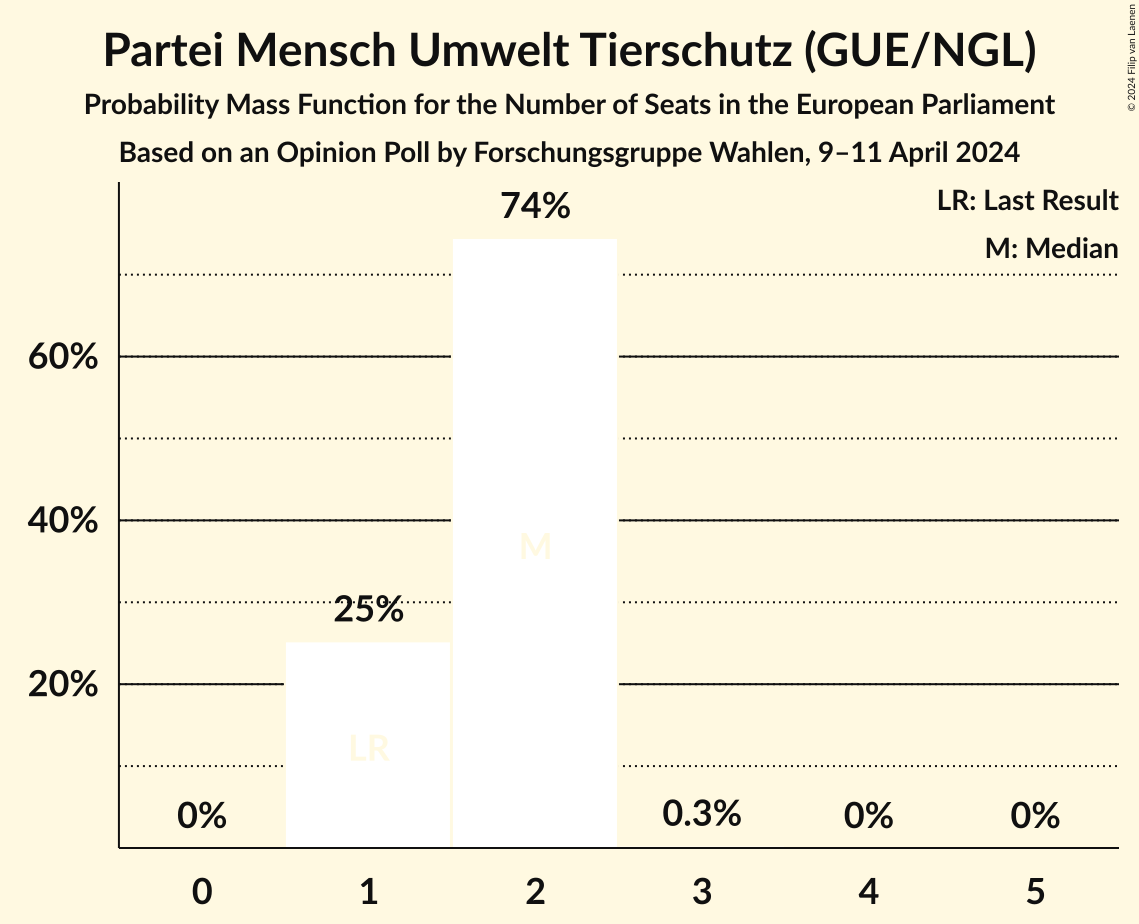 Partei Mensch Umwelt Tierschutz (GUE/NGL)
Probability Mass Function for the Number of Seats in the European Parliament
Based on an Opinion Poll by Forschungsgruppe Wahlen, 9–11 April 2024
© 2024 Filip van Laenen
LR: Last Result
M: Median
74%
60%
40%
M
25%
20%
LR
0%
0.3%
0%
0%
0 1 2 3 4 5